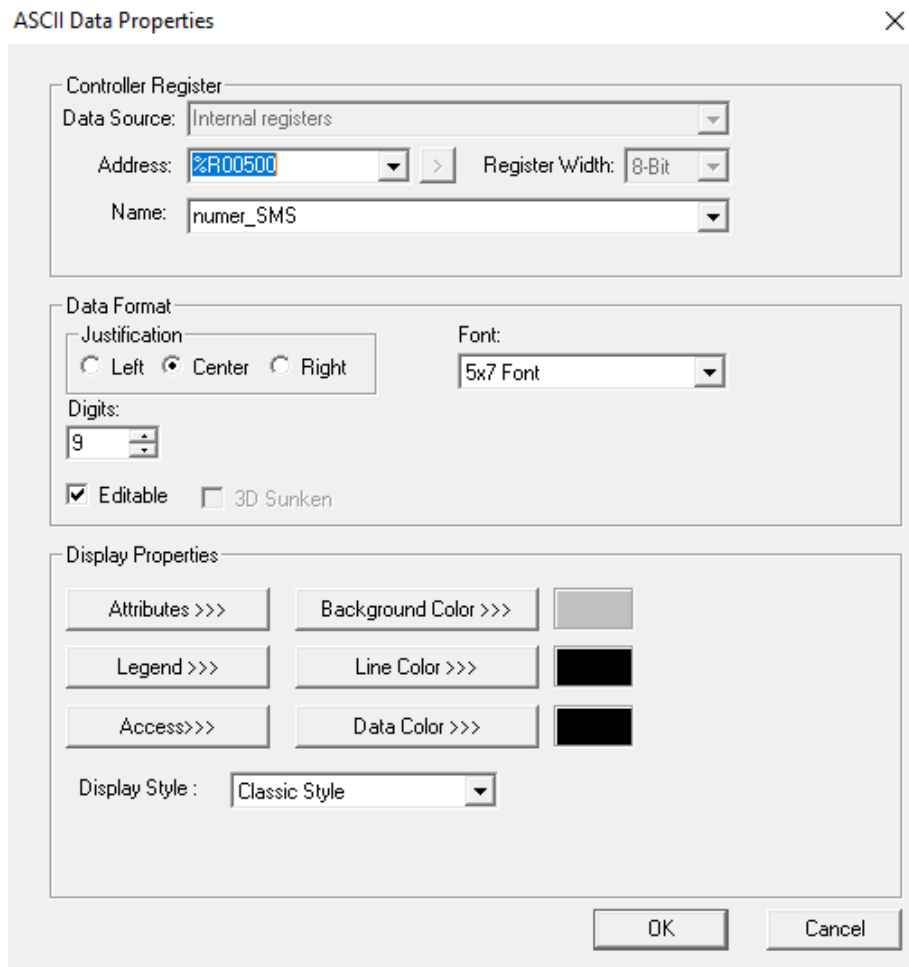 ASCII Data Properties
Controller Register
Data Source: Internal registers
Address: %R00500 > Register Width: 8-Bit
Name: numer_SMS
Data Format
Justification
Left Center Right
Font:
5x7 Font
Digits:
9
Editable 3D Sunken
Display Properties
Attributes >>> Background Color >>>
Legend >>> Line Color >>>
Access>>> Data Color >>>
Display Style : Classic Style
OK Cancel